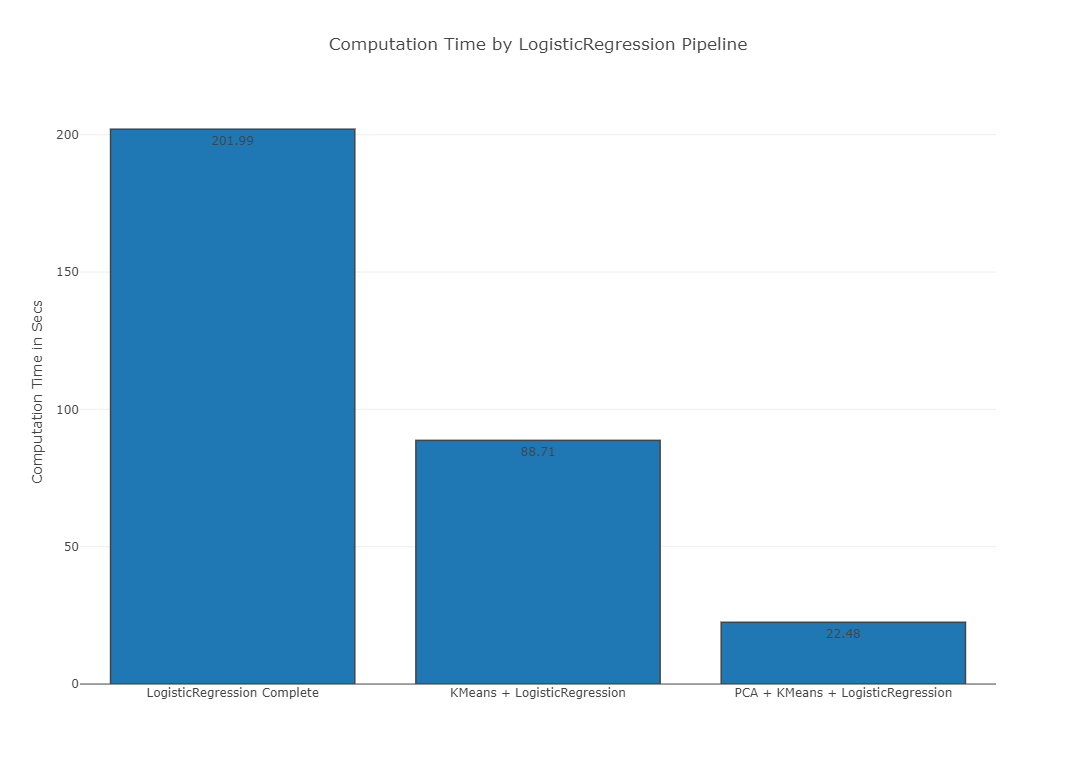 Computation Time by LogisticRegression Pipeline
Computation Time in Secs
200
150
100
50
0
201.99
88.71
22.48
LogisticRegression Complete
KMeans + LogisticRegression
PCA + KMeans + LogisticRegression